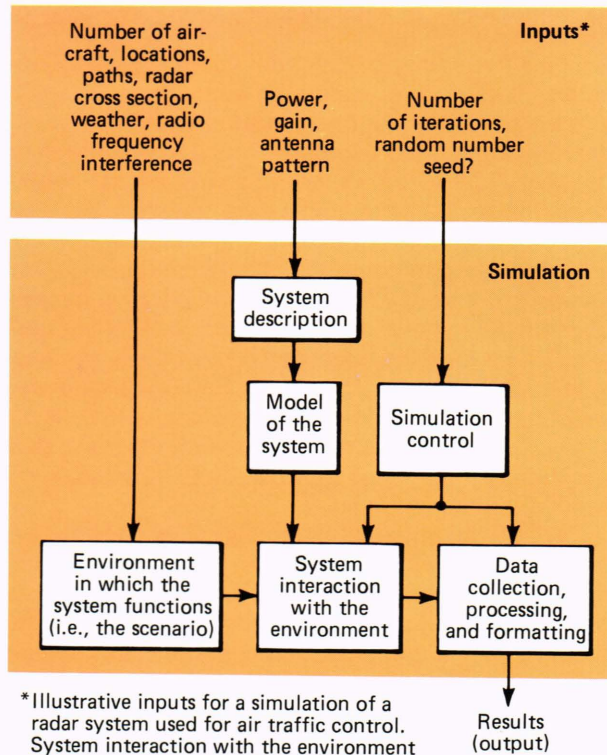 Inputs*
Number of air-
craft, locations,
paths, radar
cross section,
weather, radio
frequency
interference
Power,
gain,
antenna
pattern
Number
of iterations,
random number
seed?
Simulation
System
description
Model
of the
system
Simulation
control
Environment
in which the
system functions
(i.e., the scenario)
System
interaction
with the
environment
Data
collection,
processing,
and formatting
*Illustrative inputs for a simulation of a
radar system used for air traffic control.
System interaction with the environment
Results
(output)